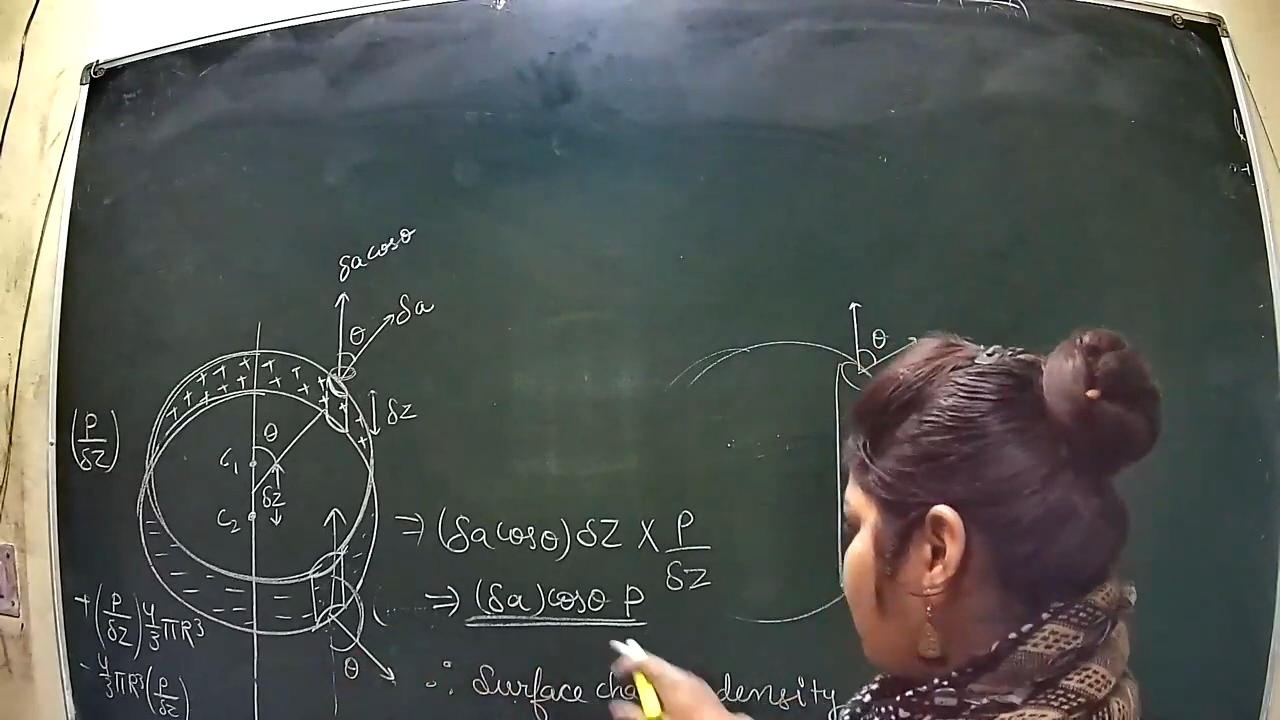 δa cosθ
θ
δa
θ
+ + + + + + + + + + + +
δZ
(P/δZ)
θ
C₁
δZ
C₂
⇒ (δa cosθ) δZ × P/δZ
+(P/δZ) 4/3 πR³
⇒ (δa) cosθ P
θ
-4/3 πR³ (P/δZ)
∴ Surface cha density